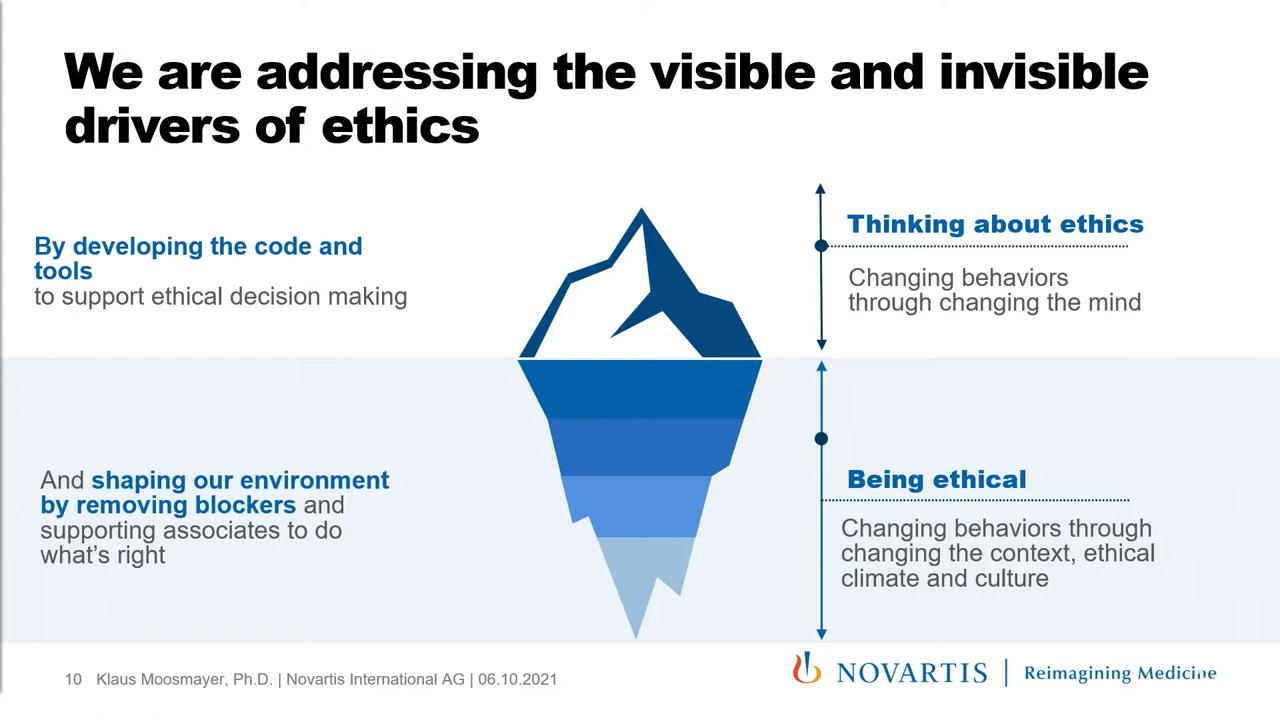 We are addressing the visible and invisible
drivers of ethics
By developing the code and
tools
to support ethical decision making
Thinking about ethics
Changing behaviors
through changing the mind
And shaping our environment
by removing blockers and
supporting associates to do
what's right
Being ethical
Changing behaviors through
changing the context, ethical
climate and culture
10 Klaus Moosmayer, Ph.D. | Novartis International AG | 06.10.2021
NOVARTIS | Reimagining Medicine